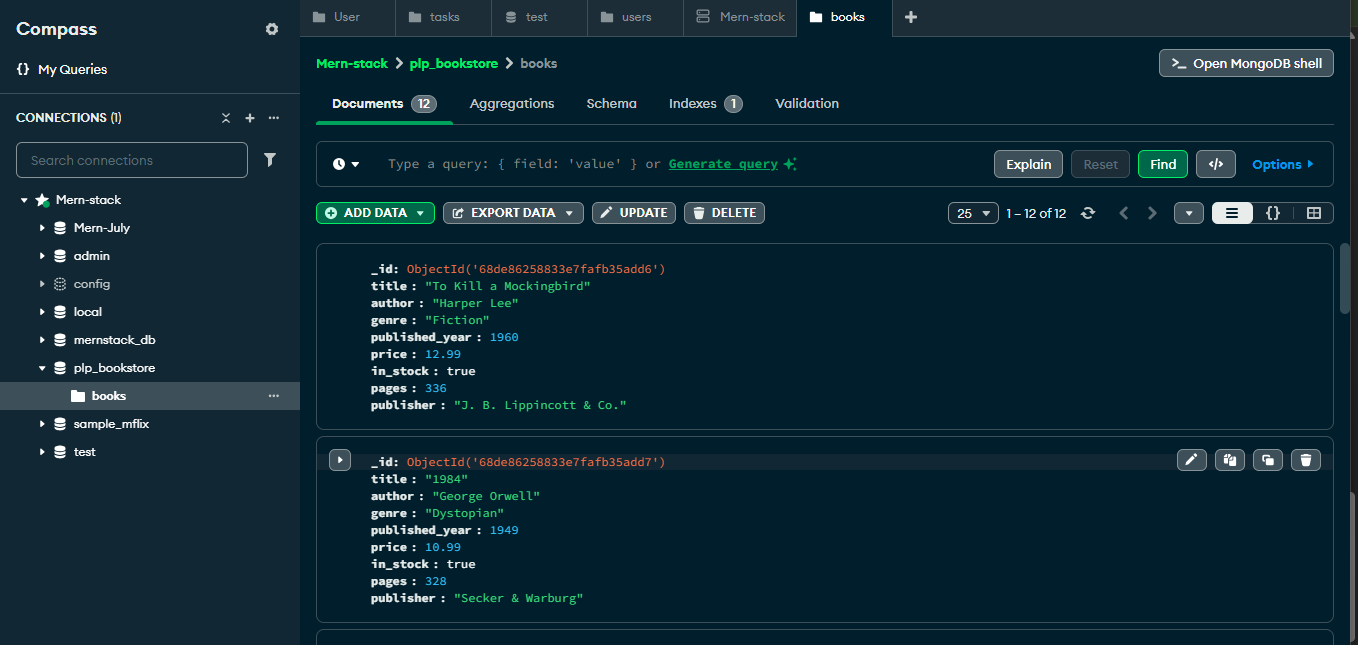 Compass
My Queries
CONNECTIONS (1)
Search connections
Mern-stack
Mern-July
admin
config
local
mernstack_db
plp_bookstore
books
sample_mflix
test
User
tasks
test
users
Mern-stack
books
Mern-stack > plp_bookstore > books
>_ Open MongoDB shell
Documents 12
Aggregations
Schema
Indexes 1
Validation
Type a query: { field: 'value' } or Generate query
Explain
Reset
Find
</>
Options
ADD DATA
EXPORT DATA
UPDATE
DELETE
25
1 – 12 of 12
{}
_id: ObjectId('68de86258833e7fafb35add6')
title : "To Kill a Mockingbird"
author : "Harper Lee"
genre : "Fiction"
published_year : 1960
price : 12.99
in_stock : true
pages : 336
publisher : "J. B. Lippincott & Co."
_id: ObjectId('68de86258833e7fafb35add7')
title : "1984"
author : "George Orwell"
genre : "Dystopian"
published_year : 1949
price : 10.99
in_stock : true
pages : 328
publisher : "Secker & Warburg"